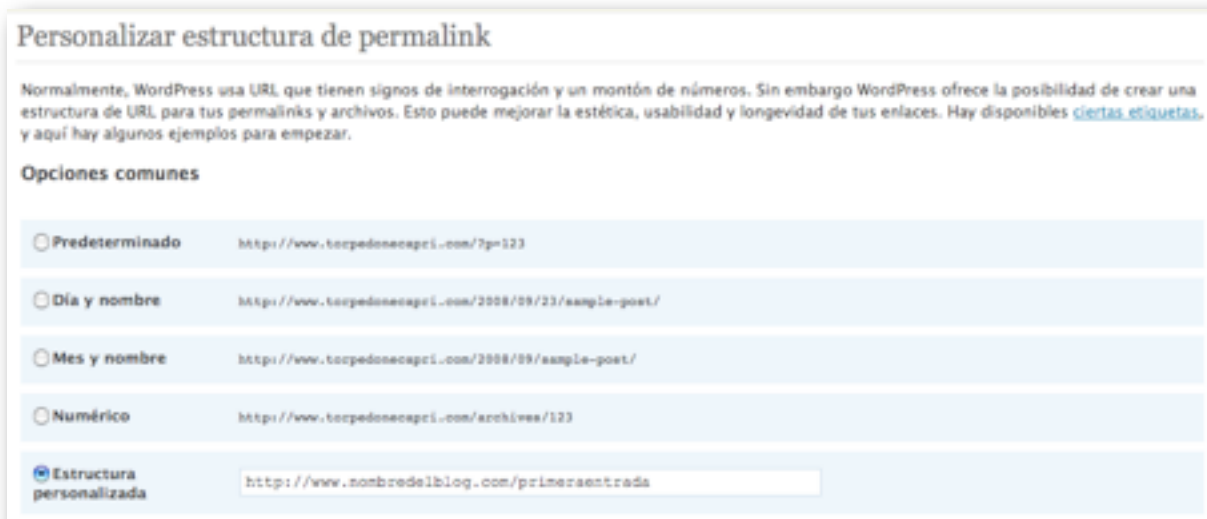 Personalizar estructura de permalink
Normalmente, WordPress usa URL que tienen signos de interrogación y un montón de números. Sin embargo WordPress ofrece la posibilidad de crear una
estructura de URL para tus permalinks y archivos. Esto puede mejorar la estética, usabilidad y longevidad de tus enlaces. Hay disponibles ciertas etiquetas,
y aquí hay algunos ejemplos para empezar.
Opciones comunes
Predeterminado http://www.torpedonecapri.com/?p=123
Día y nombre http://www.torpedonecapri.com/2008/09/23/sample-post/
Mes y nombre http://www.torpedonecapri.com/2008/09/sample-post/
Numérico http://www.torpedonecapri.com/archives/123
Estructura
personalizada http://www.nombredelblog.com/primeraentrada